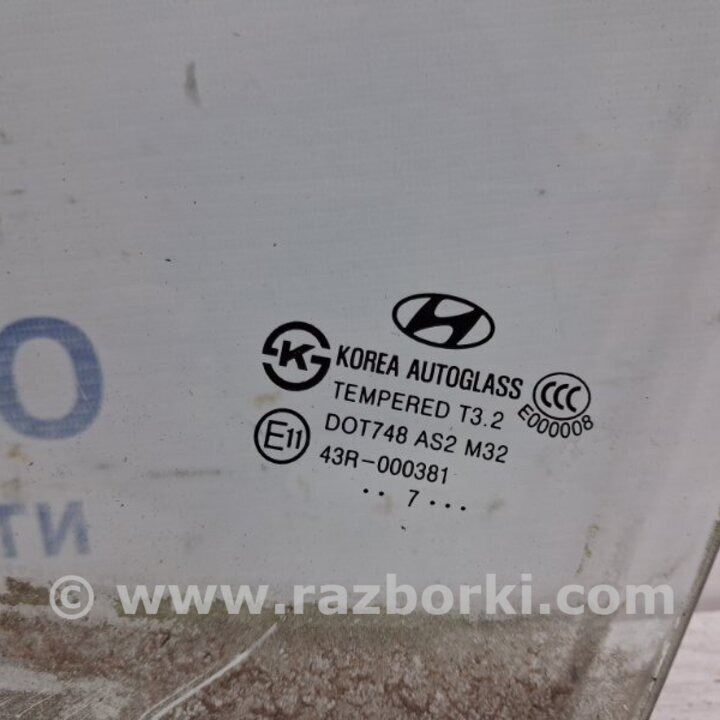 KOREA AUTOGLASS
TEMPERED T3.2
CCC
E000008
DOT748 AS2 M32
E11
43R-000381
.. 7 ...
© www.razborki.com